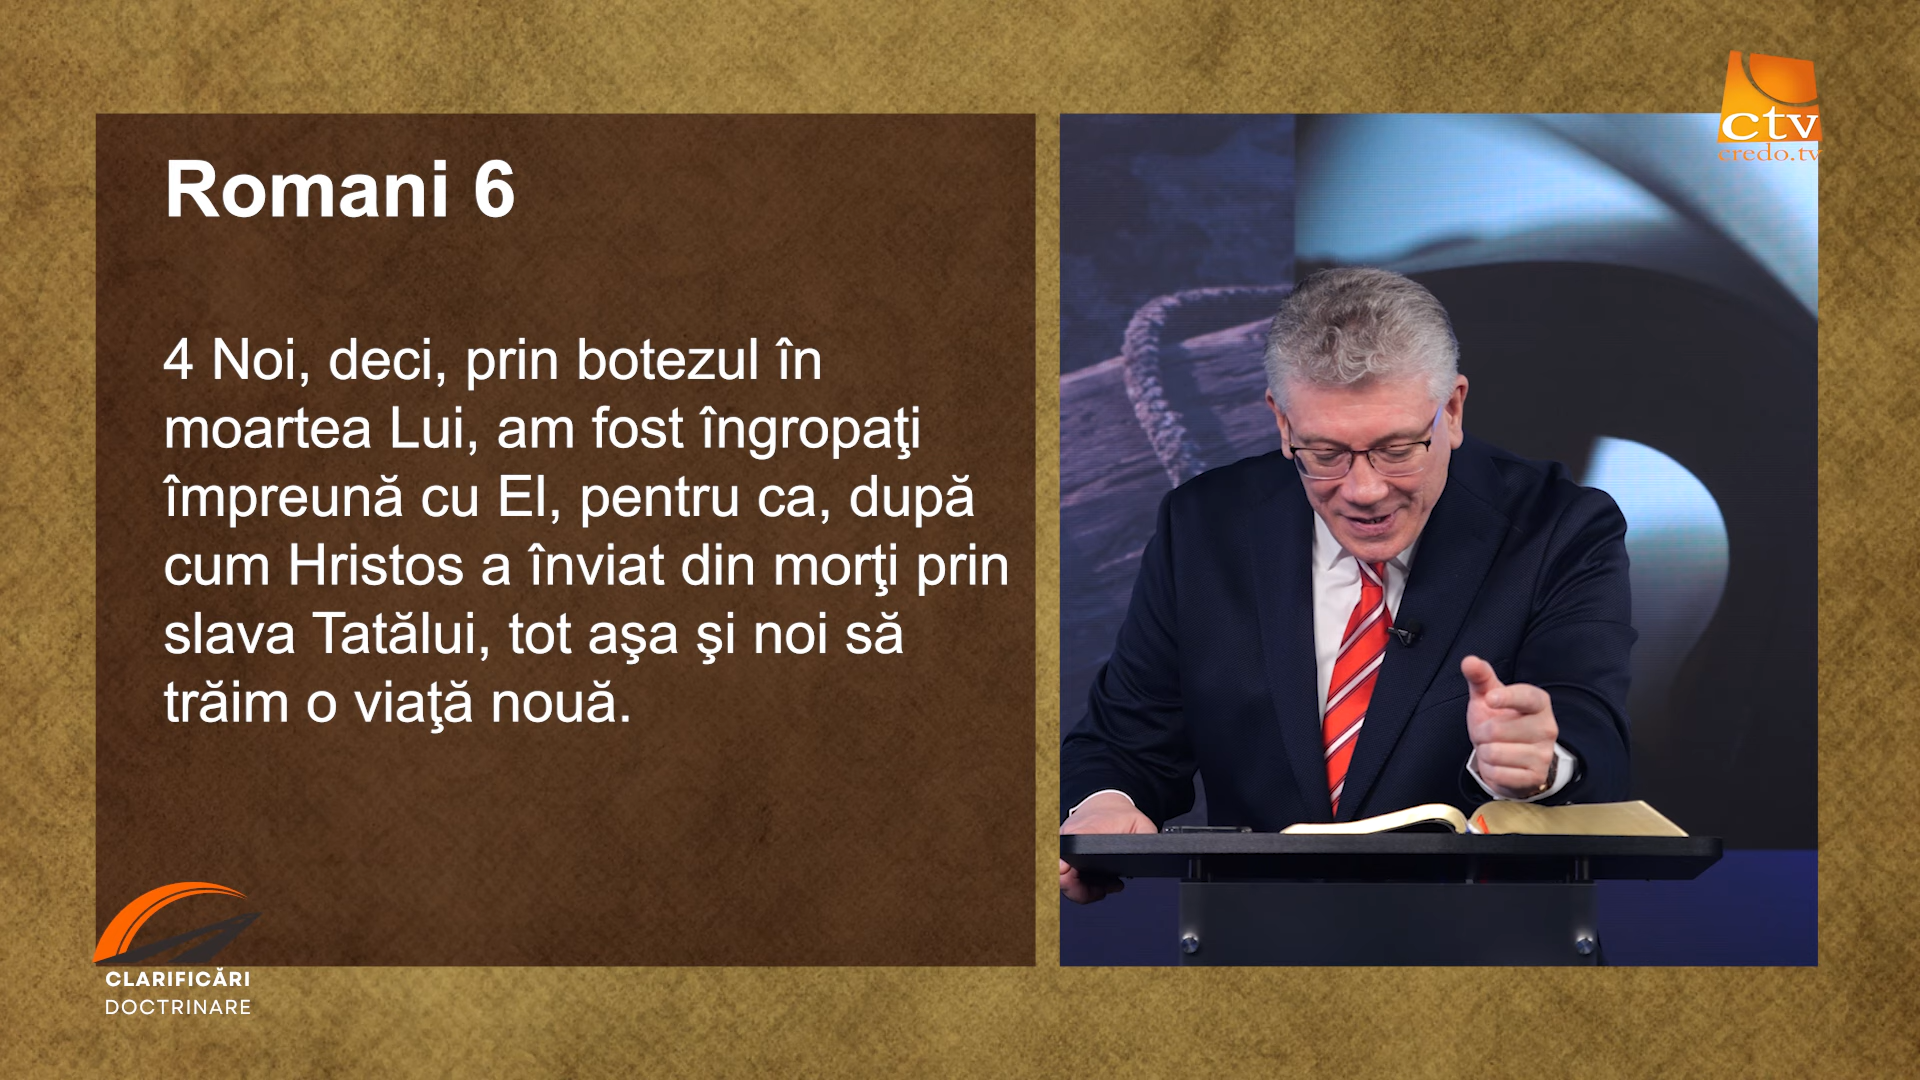 Romani 6
4 Noi, deci, prin botezul în
moartea Lui, am fost îngropaţi
împreună cu El, pentru ca, după
cum Hristos a înviat din morţi prin
slava Tatălui, tot aşa şi noi să
trăim o viaţă nouă.
ctv
credo.tv
CLARIFICĂRI
DOCTRINARE